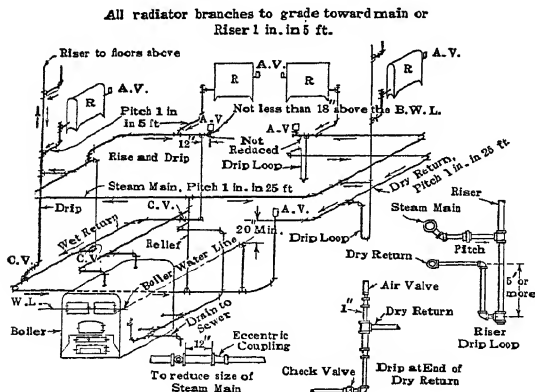 All radiator branches to grade toward main or
Riser 1 in. in 5 ft.
Riser to floors above
A.V.
R
A.V.
R
R
A.V.
R
Pitch 1 in
in 5 ft
A.V
Not less than 18" above the B.W.L.
12"
Not
Reduced
A.V
Rise and Drip
Drip Loop
Dry Return,
Pitch 1 in. in 25 ft
Steam Main, Pitch 1 in. in 25 ft
Riser
Steam Main
Drip
Wet Return
C.V.
A.V.
20" Min.
Drip Loop
Pitch
Relief
C.V.
C.V.
Boiler Water Line
Dry Return
5' or
more
W.L.
Air Valve
1"
Dry Return
Riser
Drip Loop
Boiler
Drain to
Sewer
12"
Eccentric
Coupling
To reduce size of
Steam Main
Check Valve
Drip at End of
Dry Return